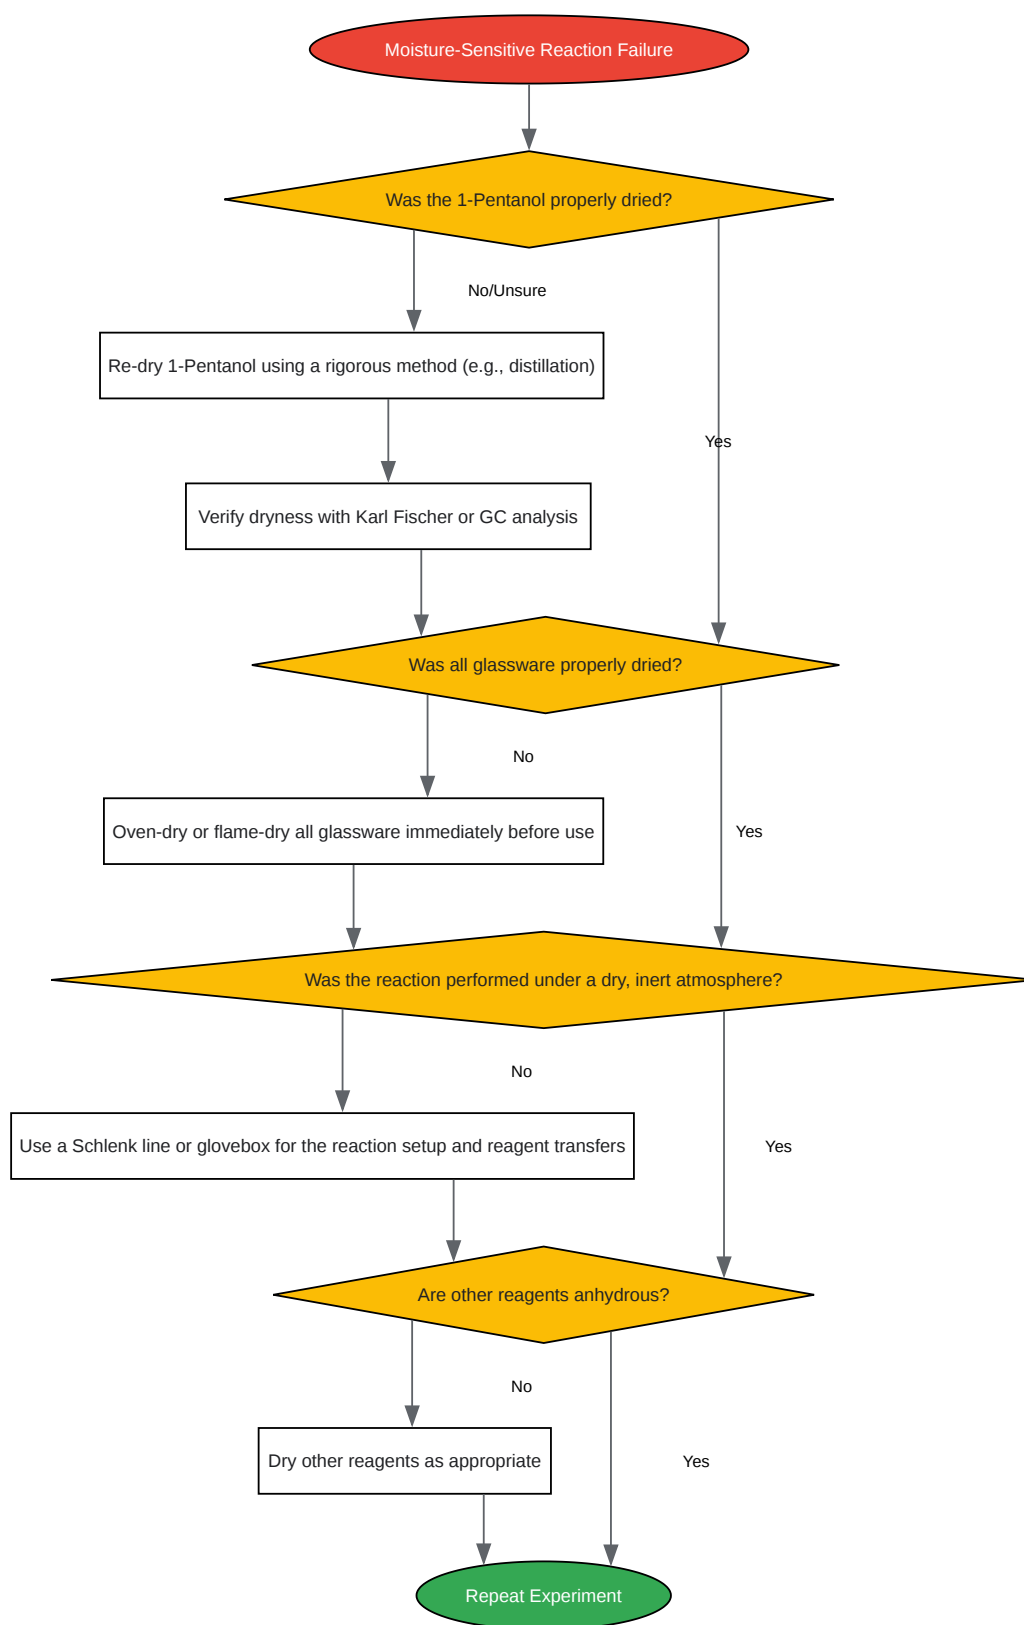 Moisture-Sensitive Reaction Failure
Was the 1-Pentanol properly dried?
No/Unsure
Re-dry 1-Pentanol using a rigorous method (e.g., distillation)
Yes
Verify dryness with Karl Fischer or GC analysis
Was all glassware properly dried?
No
Oven-dry or flame-dry all glassware immediately before use
Yes
Was the reaction performed under a dry, inert atmosphere?
No
Use a Schlenk line or glovebox for the reaction setup and reagent transfers
Yes
Are other reagents anhydrous?
No
Dry other reagents as appropriate
Yes
Repeat Experiment